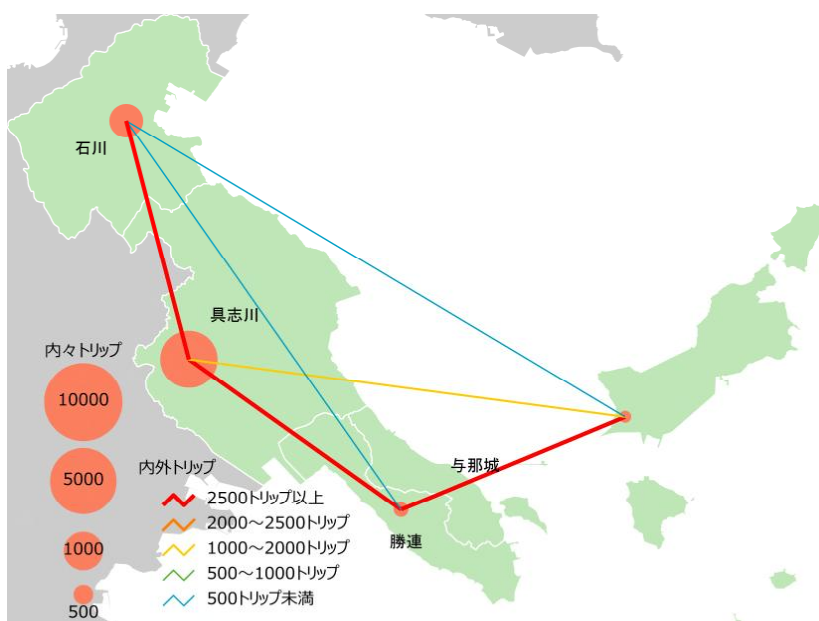 石川
具志川
内々トリップ
10000
5000
1000
500
与那城
勝連
内外トリップ
2500トリップ以上
2000～2500トリップ
1000～2000トリップ
500～1000トリップ
500トリップ未満